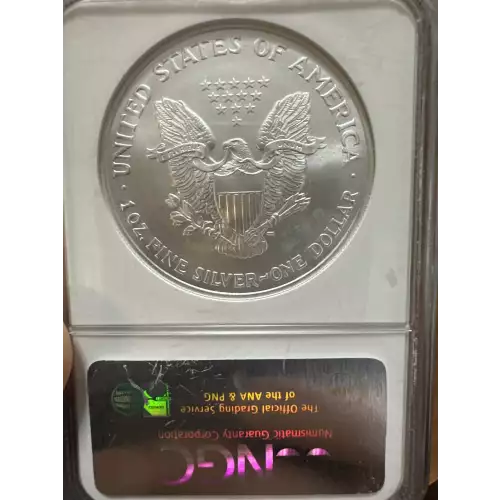 · UNITED STATES OF AMERICA ·
1 OZ. FINE SILVER~ONE DOLLAR
NGC
Numismatic Guaranty Corporation
The Official Grading Service
of the ANA & PNG